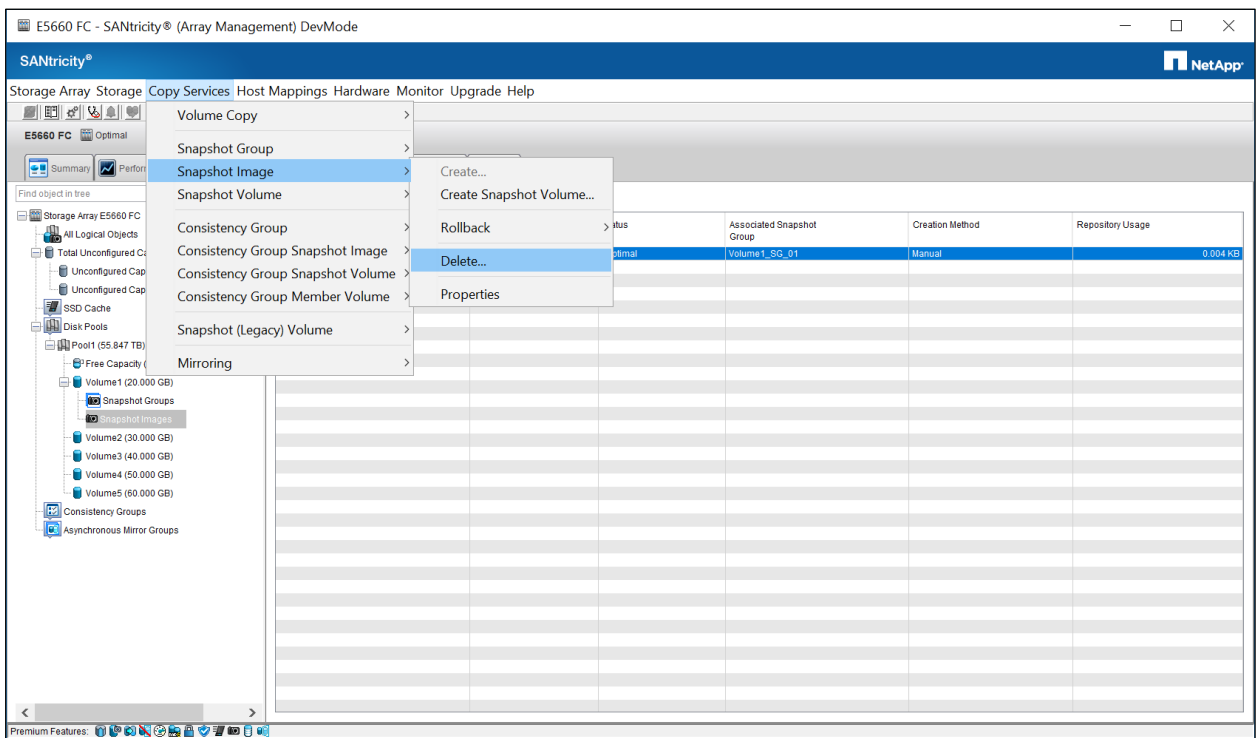 E5660 FC - SANtricity® (Array Management) DevMode
SANtricity®
NetApp
Storage Array Storage Copy Services Host Mappings Hardware Monitor Upgrade Help
E5660 FC Optimal
Summary
Find object in tree
Storage Array E5660 FC
All Logical Objects
Total Unconfigured
Unconfigured
Unconfigured
SSD Cache
Disk Pools
Pool1 (55.847 TB)
Free Capacity
Volume1 (20.000 GB)
Snapshot Groups
Snapshot Images
Volume2 (30.000 GB)
Volume3 (40.000 GB)
Volume4 (50.000 GB)
Volume5 (60.000 GB)
Consistency Groups
Asynchronous Mirror Groups
Volume Copy
Snapshot Group
Snapshot Image
Snapshot Volume
Consistency Group
Consistency Group Snapshot Image
Consistency Group Snapshot Volume
Consistency Group Member Volume
Snapshot (Legacy) Volume
Mirroring
Create...
Create Snapshot Volume...
Rollback
Delete...
Properties
Associated Snapshot
Group
Creation Method
Repository Usage
Volume1_SG_01
Manual
0.004 KB
Premium Features: